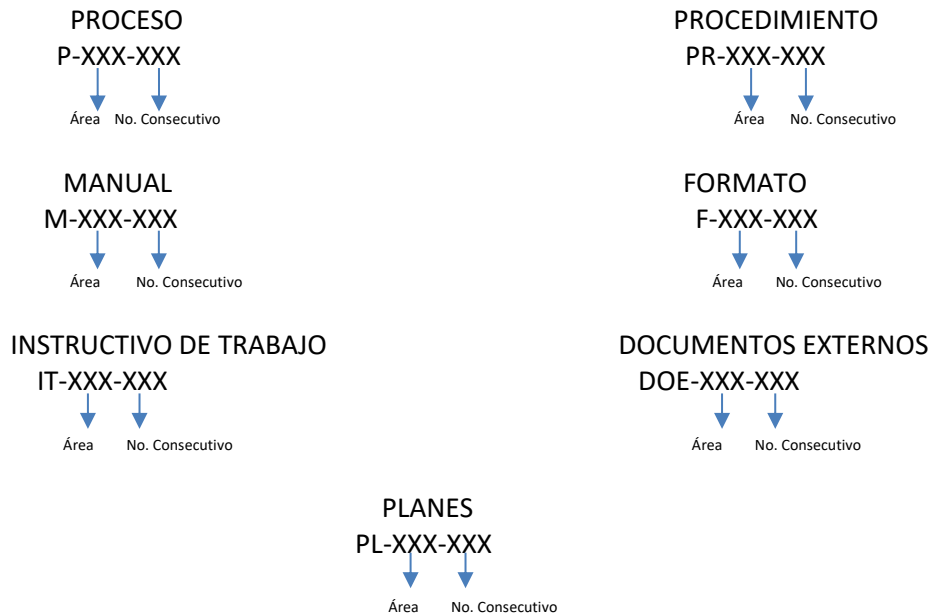 PROCESO
P-XXX-XXX
Área No. Consecutivo
PROCEDIMIENTO
PR-XXX-XXX
Área No. Consecutivo
MANUAL
M-XXX-XXX
Área No. Consecutivo
FORMATO
F-XXX-XXX
Área No. Consecutivo
INSTRUCTIVO DE TRABAJO
IT-XXX-XXX
Área No. Consecutivo
DOCUMENTOS EXTERNOS
DOE-XXX-XXX
Área No. Consecutivo
PLANES
PL-XXX-XXX
Área No. Consecutivo